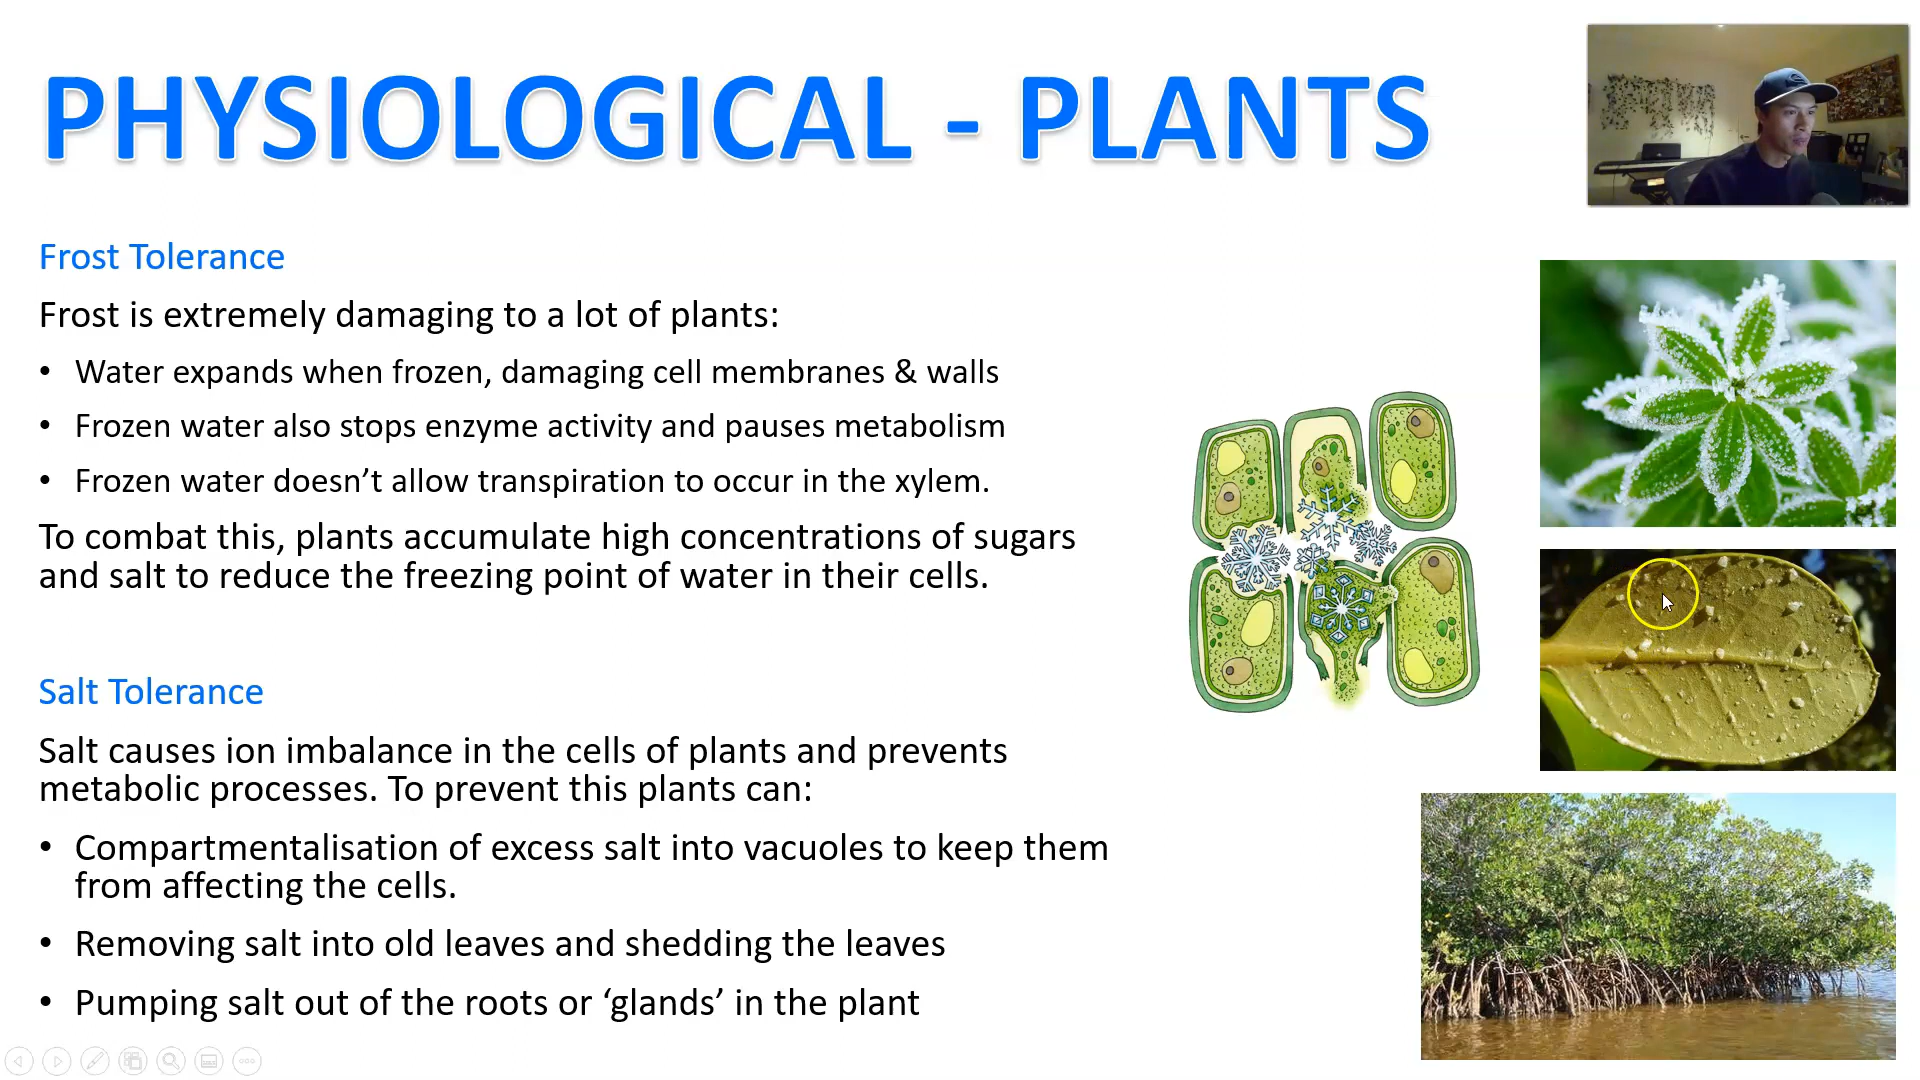 PHYSIOLOGICAL - PLANTS
Frost Tolerance
Frost is extremely damaging to a lot of plants:
• Water expands when frozen, damaging cell membranes & walls
• Frozen water also stops enzyme activity and pauses metabolism
• Frozen water doesn’t allow transpiration to occur in the xylem.
To combat this, plants accumulate high concentrations of sugars
and salt to reduce the freezing point of water in their cells.
Salt Tolerance
Salt causes ion imbalance in the cells of plants and prevents
metabolic processes. To prevent this plants can:
• Compartmentalisation of excess salt into vacuoles to keep them
from affecting the cells.
• Removing salt into old leaves and shedding the leaves
• Pumping salt out of the roots or ‘glands’ in the plant